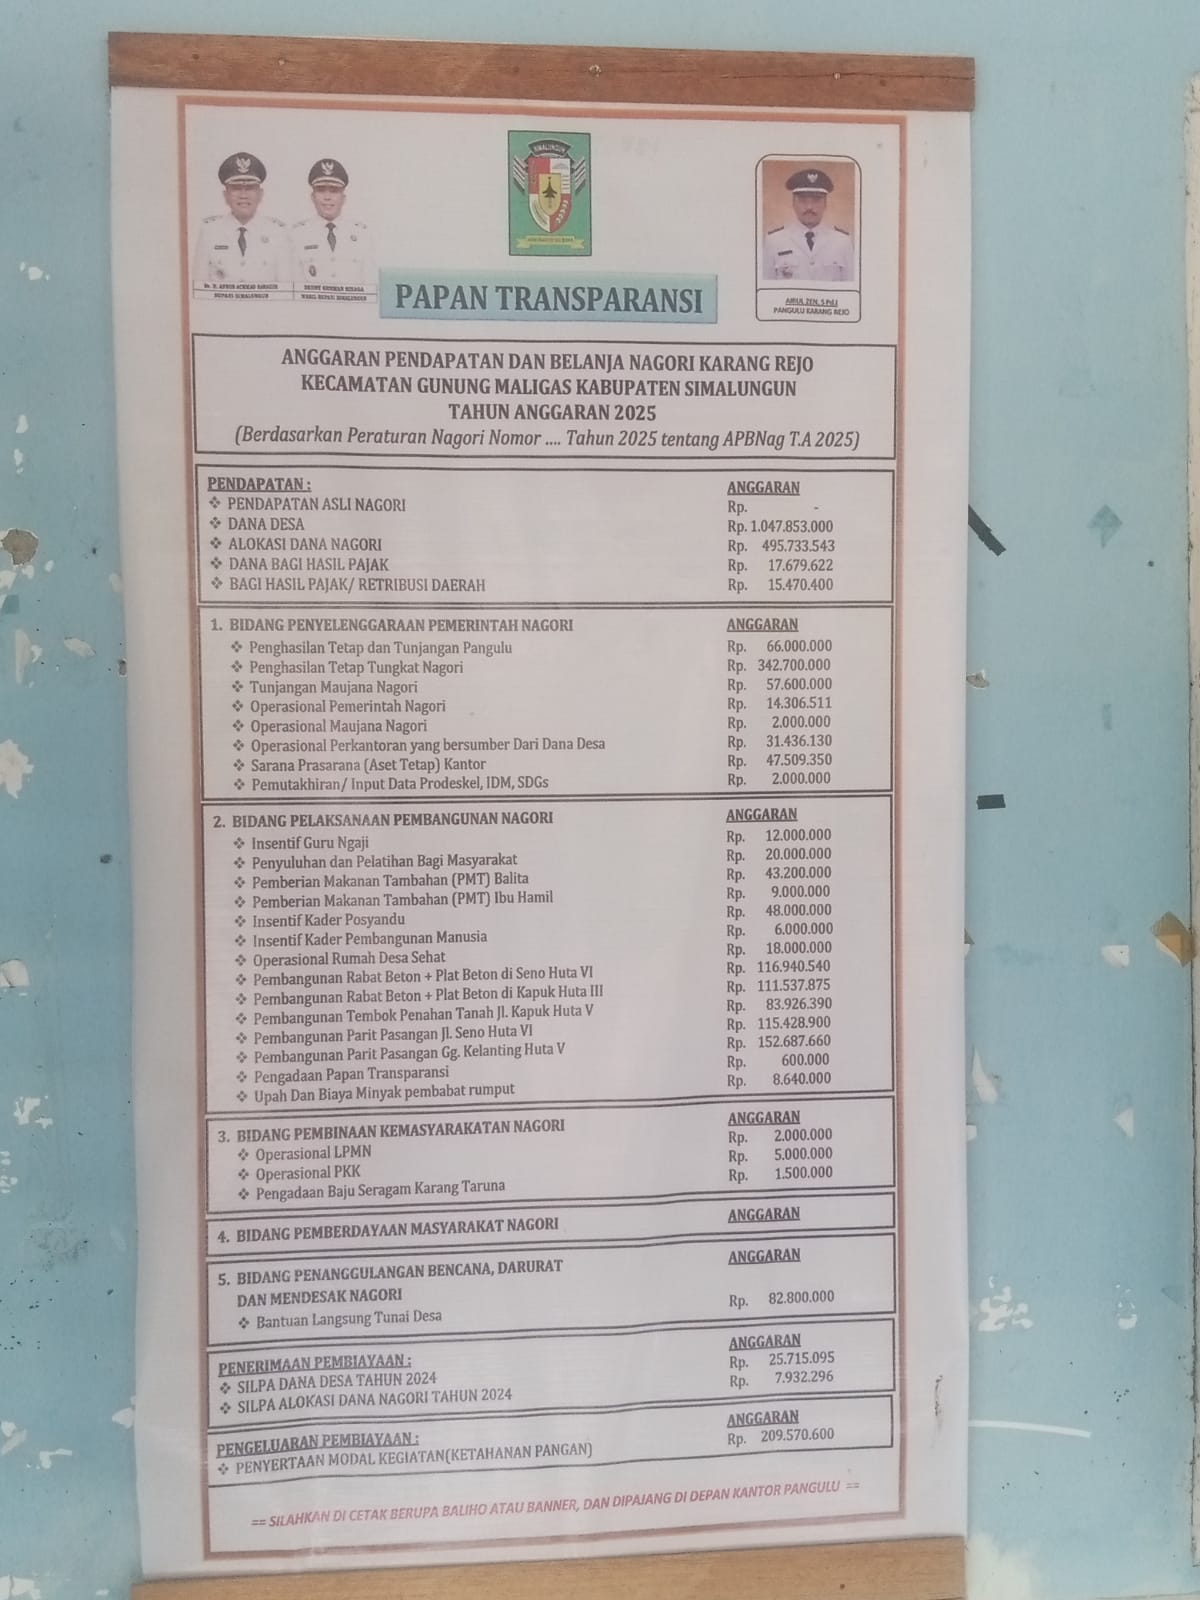 SIMALUNGUN
Dr. H. ANTON ACHMAD SARAGIH
BUPATI SIMALUNGUN
BENNY GUSMAN SINAGA
WAKIL BUPATI SIMALUNGUN
AIRUL ZEN, S.Pd.I
PANGULU KARANG REJO
PAPAN TRANSPARANSI
ANGGARAN PENDAPATAN DAN BELANJA NAGORI KARANG REJO
KECAMATAN GUNUNG MALIGAS KABUPATEN SIMALUNGUN
TAHUN ANGGARAN 2025
(Berdasarkan Peraturan Nagori Nomor .... Tahun 2025 tentang APBNag T.A 2025)
PENDAPATAN : ANGGARAN
❖ PENDAPATAN ASLI NAGORI Rp. -
❖ DANA DESA Rp. 1.047.853.000
❖ ALOKASI DANA NAGORI Rp. 495.733.543
❖ DANA BAGI HASIL PAJAK Rp. 17.679.622
❖ BAGI HASIL PAJAK/ RETRIBUSI DAERAH Rp. 15.470.400
1. BIDANG PENYELENGGARAAN PEMERINTAH NAGORI ANGGARAN
❖ Penghasilan Tetap dan Tunjangan Pangulu Rp. 66.000.000
❖ Penghasilan Tetap Tungkat Nagori Rp. 342.700.000
❖ Tunjangan Maujana Nagori Rp. 57.600.000
❖ Operasional Pemerintah Nagori Rp. 14.306.511
❖ Operasional Maujana Nagori Rp. 2.000.000
❖ Operasional Perkantoran yang bersumber Dari Dana Desa Rp. 31.436.130
❖ Sarana Prasarana (Aset Tetap) Kantor Rp. 47.509.350
❖ Pemutakhiran/ Input Data Prodeskel, IDM, SDGs Rp. 2.000.000
2. BIDANG PELAKSANAAN PEMBANGUNAN NAGORI ANGGARAN
❖ Insentif Guru Ngaji Rp. 12.000.000
❖ Penyuluhan dan Pelatihan Bagi Masyarakat Rp. 20.000.000
❖ Pemberian Makanan Tambahan (PMT) Balita Rp. 43.200.000
❖ Pemberian Makanan Tambahan (PMT) Ibu Hamil Rp. 9.000.000
❖ Insentif Kader Posyandu Rp. 48.000.000
❖ Insentif Kader Pembangunan Manusia Rp. 6.000.000
❖ Operasional Rumah Desa Sehat Rp. 18.000.000
❖ Pembangunan Rabat Beton + Plat Beton di Seno Huta VI Rp. 116.940.540
❖ Pembangunan Rabat Beton + Plat Beton di Kapuk Huta III Rp. 111.537.875
❖ Pembangunan Tembok Penahan Tanah Jl. Kapuk Huta V Rp. 83.926.390
❖ Pembangunan Parit Pasangan Jl. Seno Huta VI Rp. 115.428.900
❖ Pembangunan Parit Pasangan Gg. Kelanting Huta V Rp. 152.687.660
❖ Pengadaan Papan Transparansi Rp. 600.000
❖ Upah Dan Biaya Minyak pembabat rumput Rp. 8.640.000
3. BIDANG PEMBINAAN KEMASYARAKATAN NAGORI ANGGARAN
❖ Operasional LPMN Rp. 2.000.000
❖ Operasional PKK Rp. 5.000.000
❖ Pengadaan Baju Seragam Karang Taruna Rp. 1.500.000
4. BIDANG PEMBERDAYAAN MASYARAKAT NAGORI ANGGARAN
5. BIDANG PENANGGULANGAN BENCANA, DARURAT ANGGARAN
DAN MENDESAK NAGORI
❖ Bantuan Langsung Tunai Desa Rp. 82.800.000
PENERIMAAN PEMBIAYAAN : ANGGARAN
❖ SILPA DANA DESA TAHUN 2024 Rp. 25.715.095
❖ SILPA ALOKASI DANA NAGORI TAHUN 2024 Rp. 7.932.296
PENGELUARAN PEMBIAYAAN : ANGGARAN
❖ PENYERTAAN MODAL KEGIATAN(KETAHANAN PANGAN) Rp. 209.570.600
== SILAHKAN DI CETAK BERUPA BALIHO ATAU BANNER, DAN DIPAJANG DI DEPAN KANTOR PANGULU ==